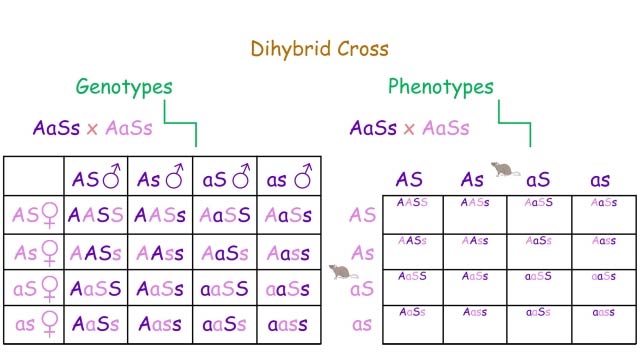 Dihybrid Cross
Genotypes
AaSs x AaSs
AS♂ As♂ aS♂ as♂
AS♀ AASS AASs AaSS AaSs
As♀ AASs AAss AaSs Aass
aS♀ AaSS AaSs aaSS aaSs
as♀ AaSs Aass aaSs aass
Phenotypes
AaSs x AaSs
AS As aS as
AS AASS AASs AaSS AaSs
As AASs AAss AaSs Aass
aS AaSS AaSs aaSS aaSs
as AaSs Aass aaSs aass